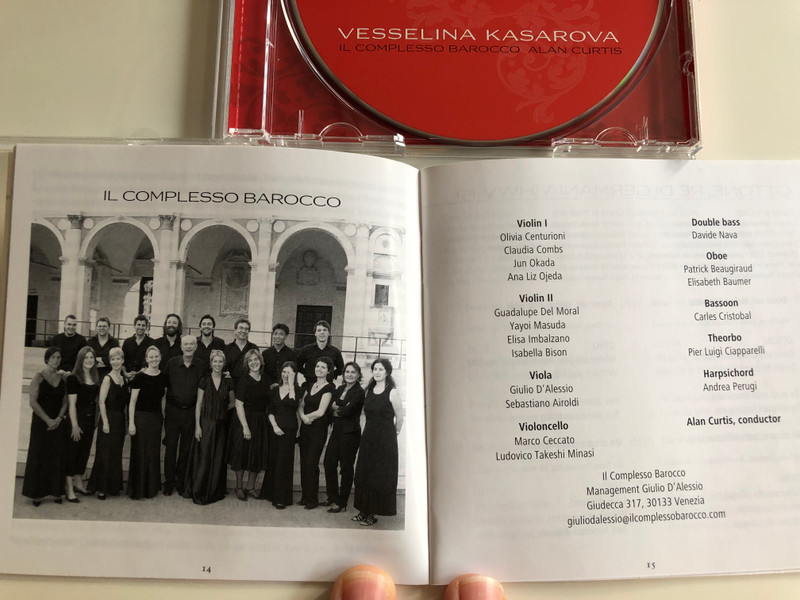 VESSELINA KASAROVA
IL COMPLESSO BAROCCO ALAN CURTIS
IL COMPLESSO BAROCCO
14
Violin I
Olivia Centurioni
Claudia Combs
Jun Okada
Ana Liz Ojeda
Violin II
Guadalupe Del Moral
Yayoi Masuda
Elisa Imbalzano
Isabella Bison
Viola
Giulio D'Alessio
Sebastiano Airoldi
Violoncello
Marco Ceccato
Ludovico Takeshi Minasi
Double bass
Davide Nava
Oboe
Patrick Beaugiraud
Elisabeth Baumer
Bassoon
Carles Cristobal
Theorbo
Pier Luigi Ciapparelli
Harpsichord
Andrea Perugi
Alan Curtis, conductor
Il Complesso Barocco
Management Giulio D'Alessio
Giudecca 317, 30133 Venezia
giuliodalessio@ilcomplessobarocco.com
15